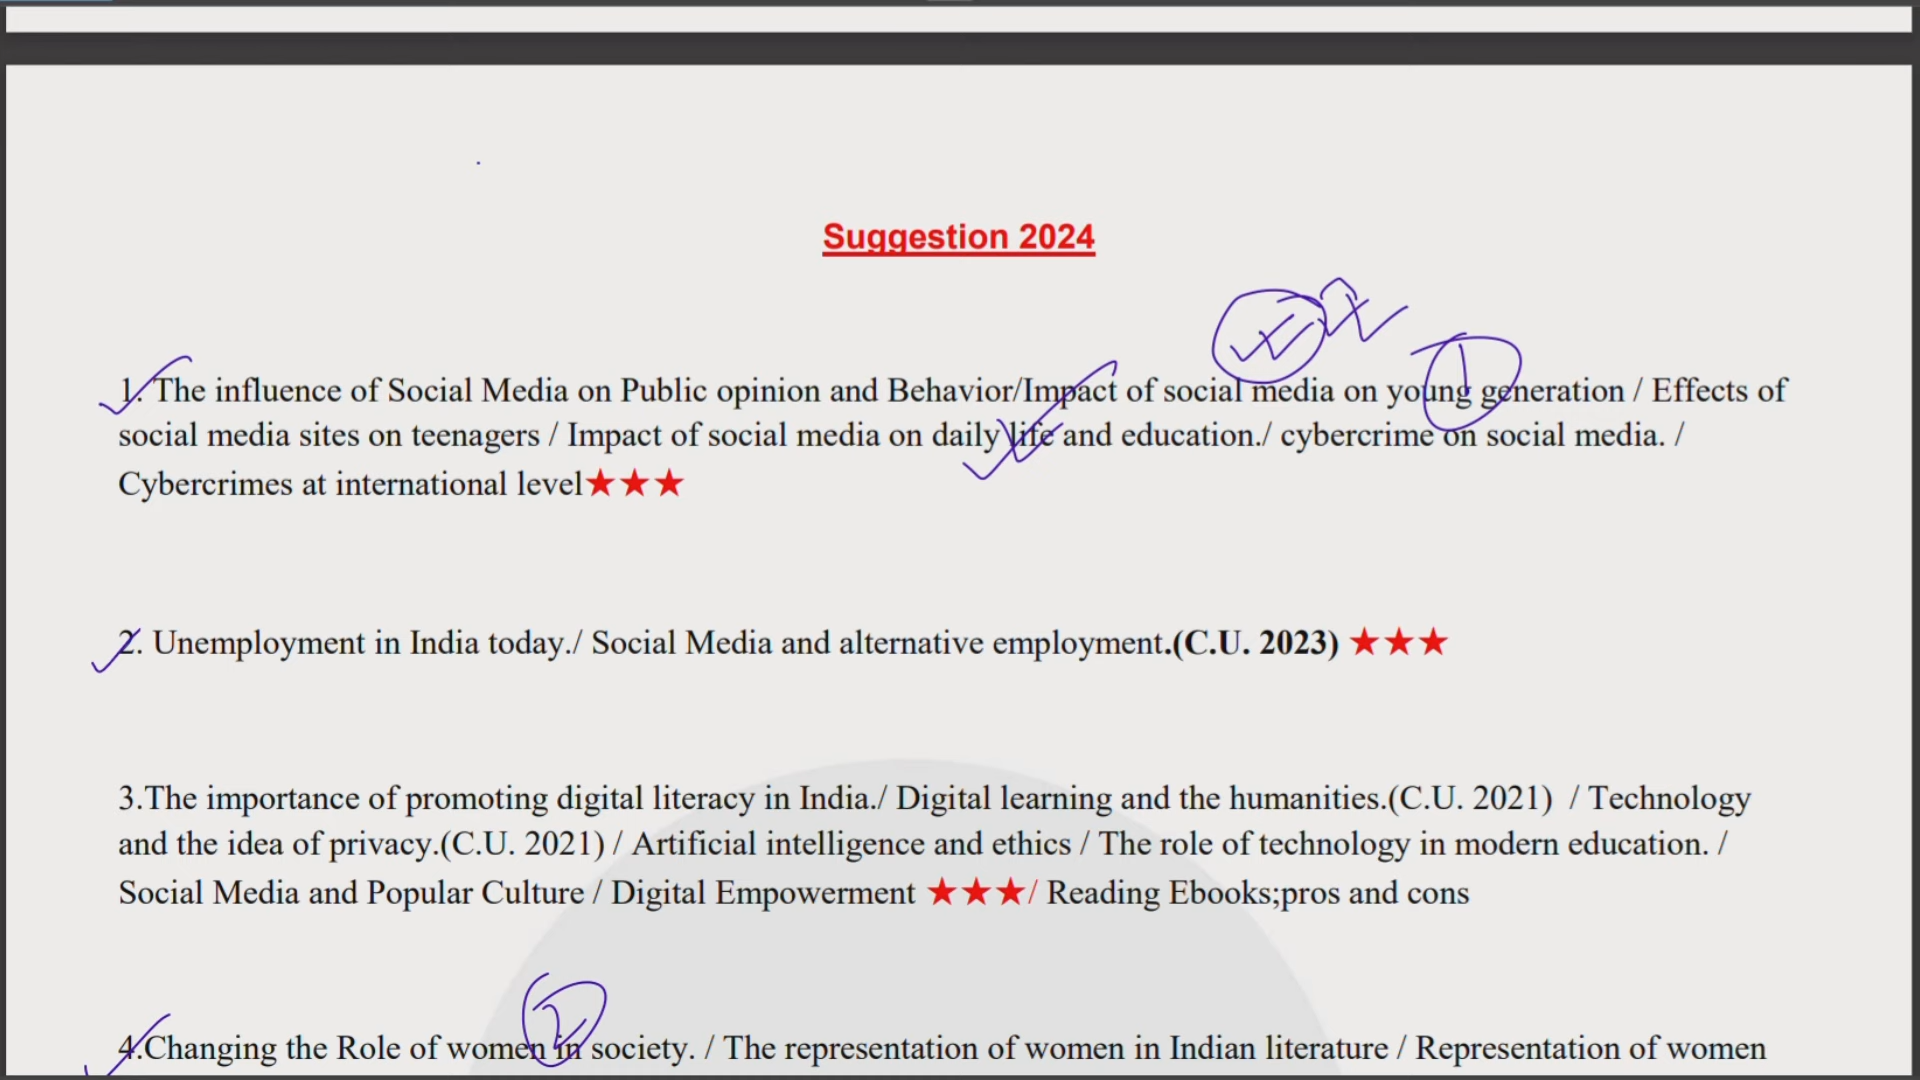 Suggestion 2024
1. The influence of Social Media on Public opinion and Behavior/Impact of social media on young generation / Effects of
social media sites on teenagers / Impact of social media on daily life and education./ cybercrime on social media. /
Cybercrimes at international level★★★
1
2. Unemployment in India today./ Social Media and alternative employment.(C.U. 2023) ★★★
3.The importance of promoting digital literacy in India./ Digital learning and the humanities.(C.U. 2021) / Technology
and the idea of privacy.(C.U. 2021) / Artificial intelligence and ethics / The role of technology in modern education. /
Social Media and Popular Culture / Digital Empowerment ★★★/ Reading Ebooks;pros and cons
2
4.Changing the Role of women in society. / The representation of women in Indian literature / Representation of women